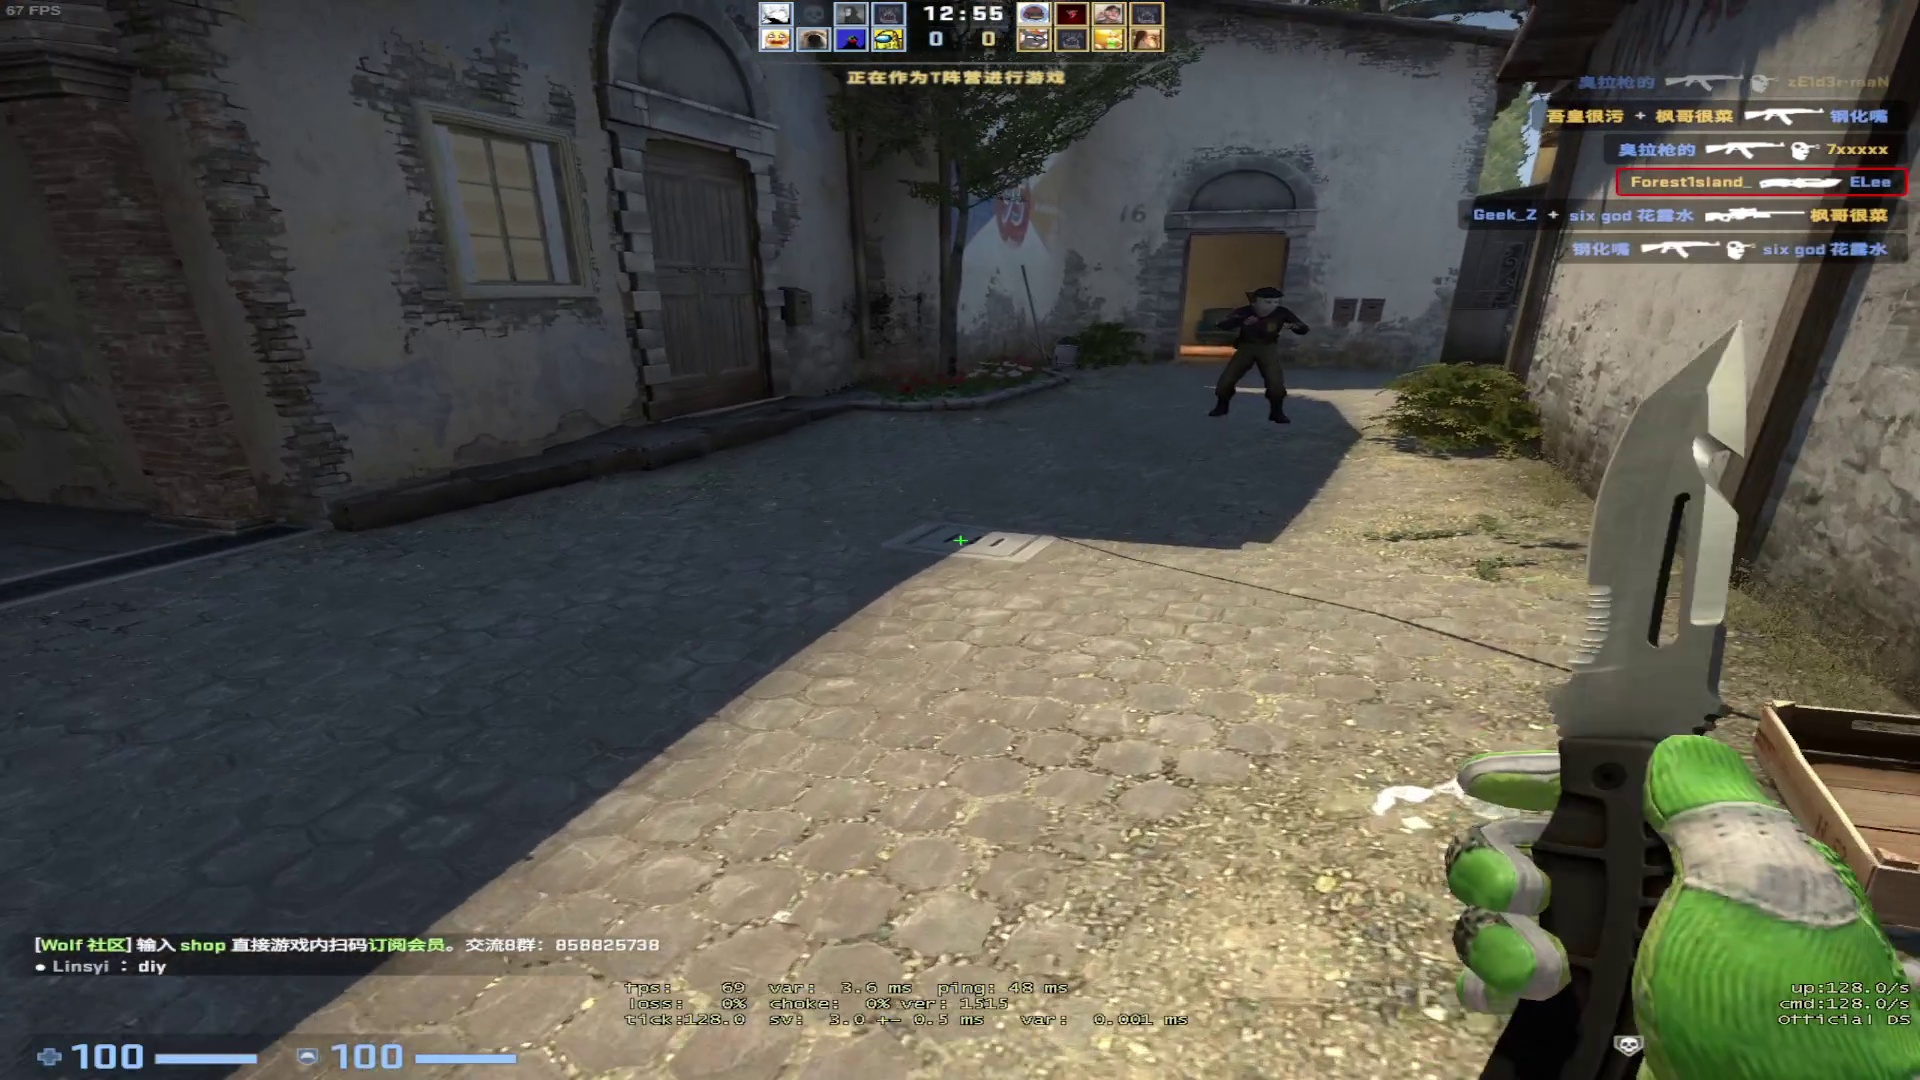 67 FPS
12:55
0 0
正在作为T阵营进行游戏
奥拉枪的 zE1d3r-maN
吾皇很污 + 枫哥很菜 钢化嘴
奥拉枪的 7xxxxx
Forest1sland_ ELee
Geek_Z + six god 花露水 枫哥很菜
钢化嘴 six god 花露水
16
[Wolf 社区] 输入 shop 直接游戏内扫码订阅会员。交流8群：858825738
● Linsyi ： diy
fps: 69 var: 3.6 ms ping: 48 ms
loss: 0% choke: 0% ver: 1515
tick:128.0 sv: 3.0 +- 0.5 ms var: 0.001 ms
up:128.0/s
cmd:128.0/s
Official DS
100 100